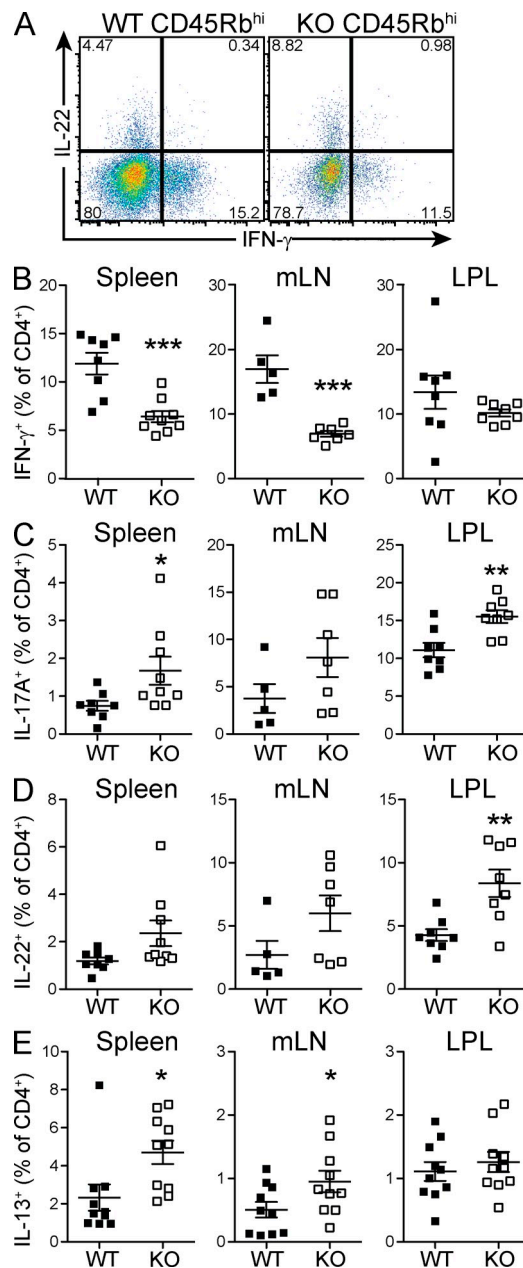 A
WT CD45Rbhi KO CD45Rbhi
4.47 0.34 8.82 0.98
IL-22
80 15.2 78.7 11.5
IFN-γ
B
Spleen mLN LPL
IFN-γ+ (% of CD4+)
20 30 30
15
20 20
10
10 10
5
0 0 0
*** ***
WT KO WT KO WT KO
C
Spleen mLN LPL
IL-17A+ (% of CD4+)
5 20 25
4 20
15
3 15
10
2 10
5
1 5
0 0 0
* **
WT KO WT KO WT KO
D
Spleen mLN LPL
IL-22+ (% of CD4+)
8 15 15
6
10 10
4
5 5
2
0 0 0
**
WT KO WT KO WT KO
E
Spleen mLN LPL
IL-13+ (% of CD4+)
10 3 3
8
2 2
6
4
1 1
2
0 0 0
* *
WT KO WT KO WT KO